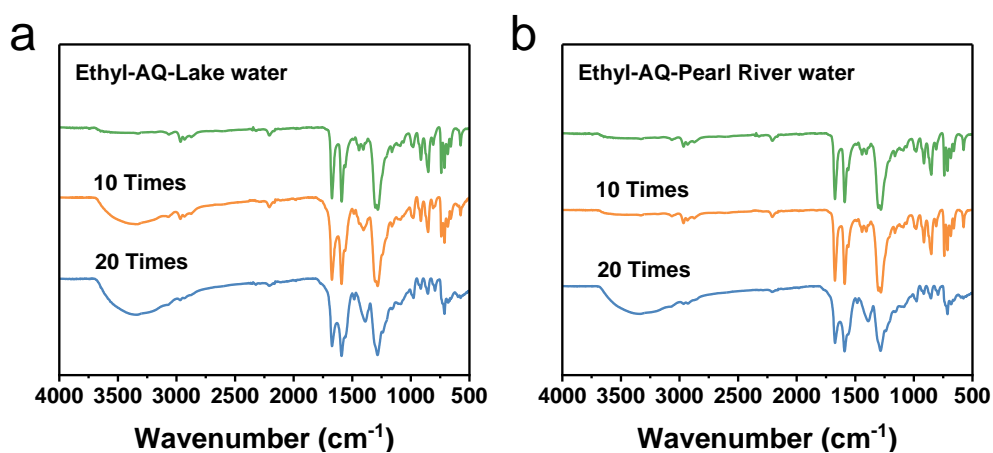 a
Ethyl-AQ-Lake water
10 Times
20 Times
4000 3500 3000 2500 2000 1500 1000 500
Wavenumber (cm⁻¹)
b
Ethyl-AQ-Pearl River water
10 Times
20 Times
4000 3500 3000 2500 2000 1500 1000 500
Wavenumber (cm⁻¹)